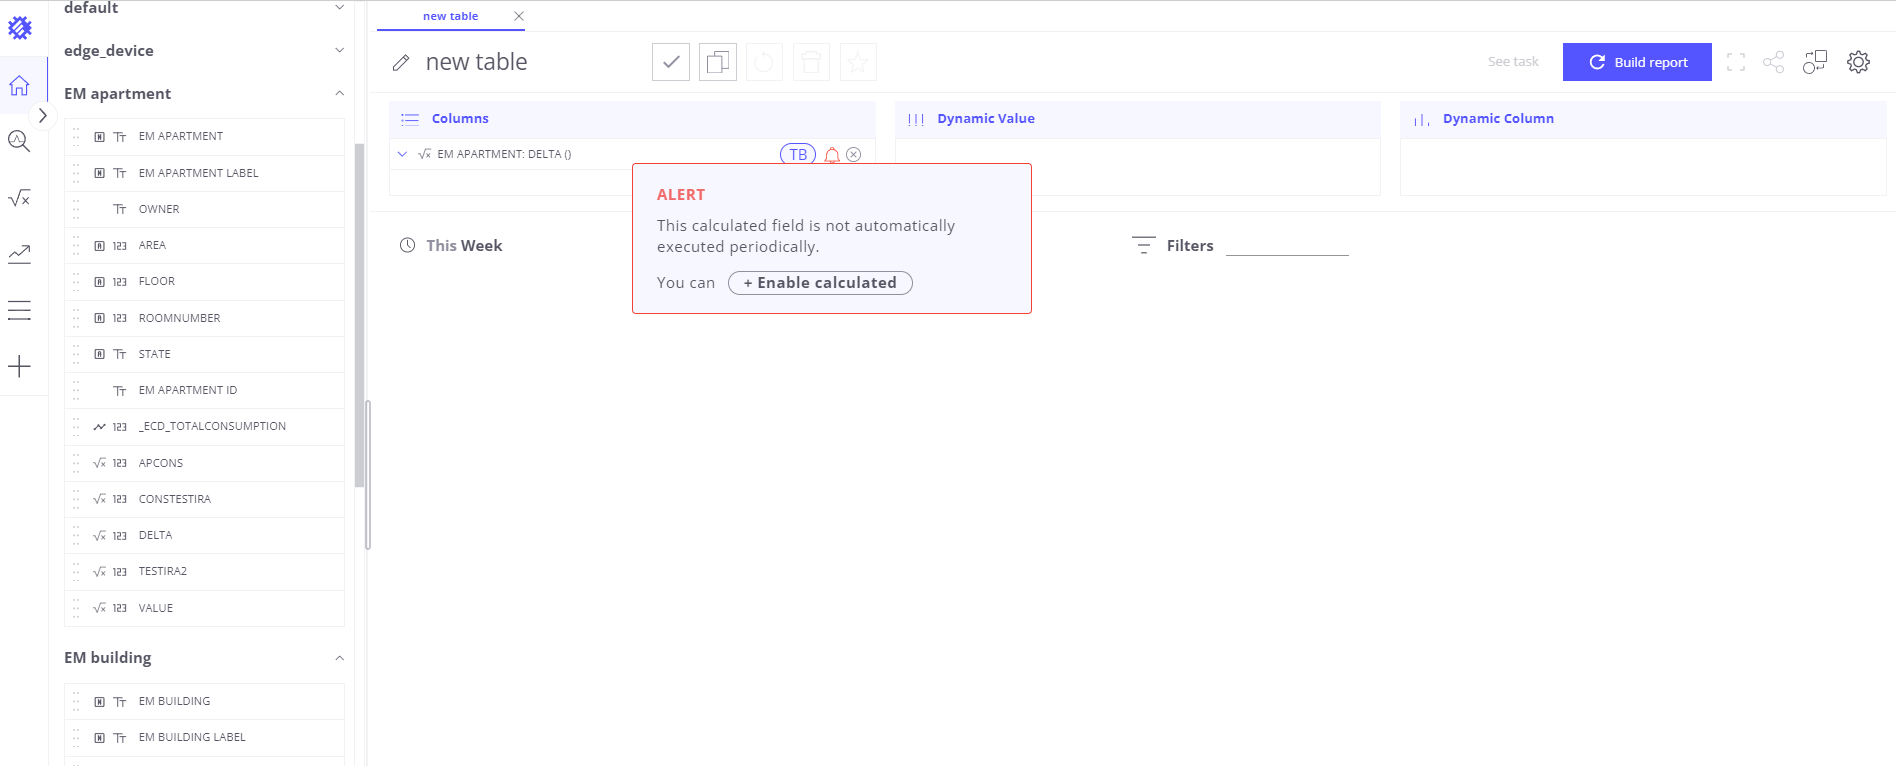 default
edge_device
EM apartment
EM APARTMENT
EM APARTMENT LABEL
OWNER
123 AREA
123 FLOOR
123 ROOMNUMBER
STATE
EM APARTMENT ID
123 _ECD_TOTALCONSUMPTION
√x 123 APCONS
√x 123 CONSTESTIRA
√x 123 DELTA
√x 123 TESTIRA2
√x 123 VALUE
EM building
EM BUILDING
EM BUILDING LABEL
new table
new table
See task
Build report
Columns
Dynamic Value
Dynamic Column
√x EM APARTMENT: DELTA ()
TB
ALERT
This calculated field is not automatically
executed periodically.
You can + Enable calculated
This Week
Filters